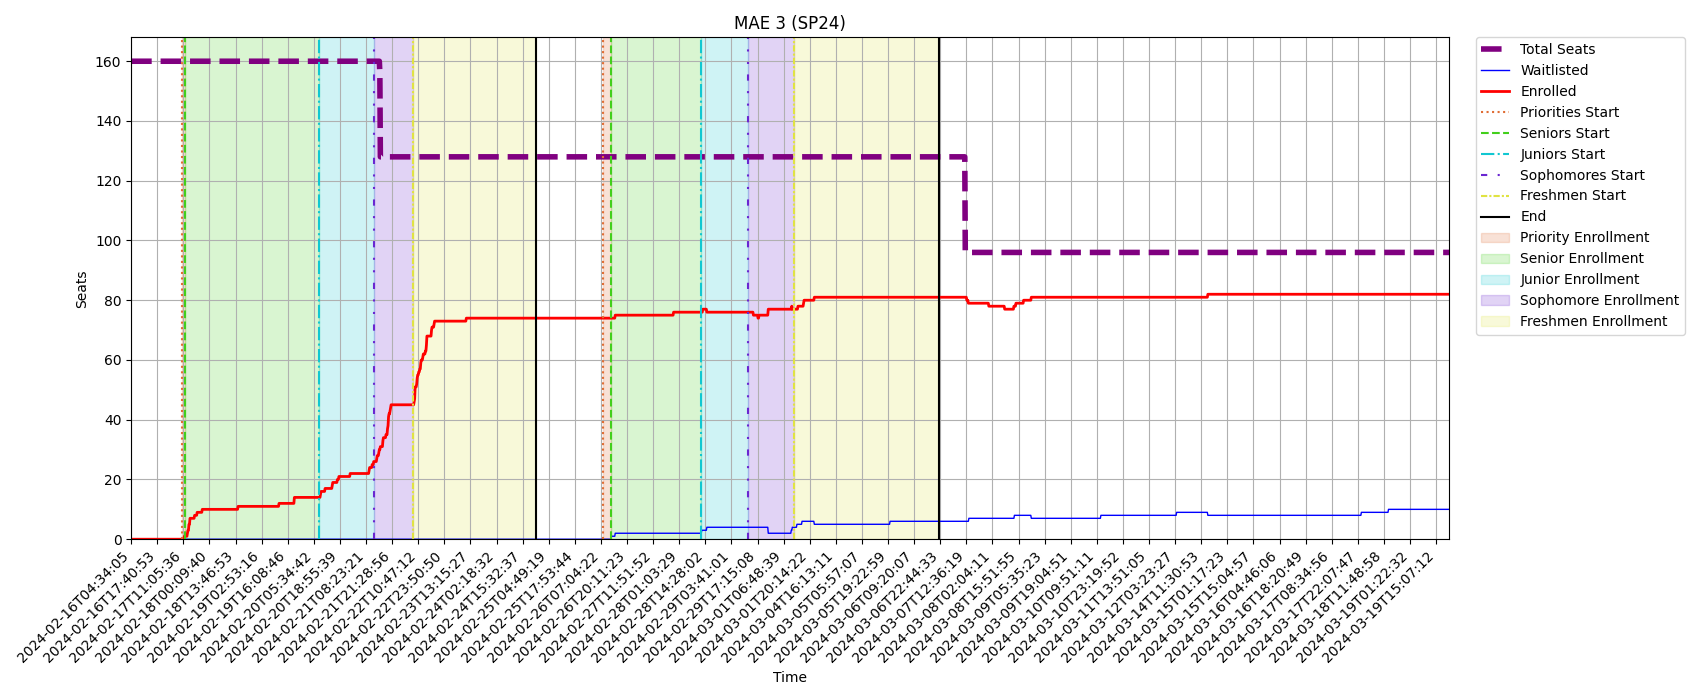 MAE 3 (SP24)
160
140
120
100
80
60
40
20
0
Seats
2024-02-16T04:34:05
2024-02-16T17:40:53
2024-02-17T11:05:36
2024-02-18T00:09:40
2024-02-18T13:46:53
2024-02-19T02:53:16
2024-02-19T16:08:46
2024-02-20T05:34:42
2024-02-20T18:55:39
2024-02-21T08:23:21
2024-02-21T21:28:56
2024-02-22T10:47:12
2024-02-22T23:50:50
2024-02-23T13:15:27
2024-02-24T02:18:32
2024-02-24T15:32:37
2024-02-25T04:49:19
2024-02-25T17:53:44
2024-02-26T07:04:22
2024-02-26T20:11:23
2024-02-27T11:51:52
2024-02-28T01:03:29
2024-02-28T14:28:02
2024-02-29T03:41:01
2024-02-29T17:15:08
2024-03-01T06:48:39
2024-03-01T20:14:22
2024-03-04T16:13:11
2024-03-05T05:57:07
2024-03-05T19:22:59
2024-03-06T09:20:07
2024-03-06T22:44:33
2024-03-07T12:36:19
2024-03-08T02:04:11
2024-03-08T15:51:55
2024-03-09T05:35:23
2024-03-09T19:04:51
2024-03-10T09:51:11
2024-03-10T23:19:52
2024-03-11T13:51:05
2024-03-12T03:23:27
2024-03-14T11:30:53
2024-03-15T01:17:23
2024-03-15T15:04:57
2024-03-16T04:46:06
2024-03-16T18:20:49
2024-03-17T08:34:56
2024-03-17T22:07:47
2024-03-18T11:48:58
2024-03-19T01:22:32
2024-03-19T15:07:12
Time
Total Seats
Waitlisted
Enrolled
Priorities Start
Seniors Start
Juniors Start
Sophomores Start
Freshmen Start
End
Priority Enrollment
Senior Enrollment
Junior Enrollment
Sophomore Enrollment
Freshmen Enrollment